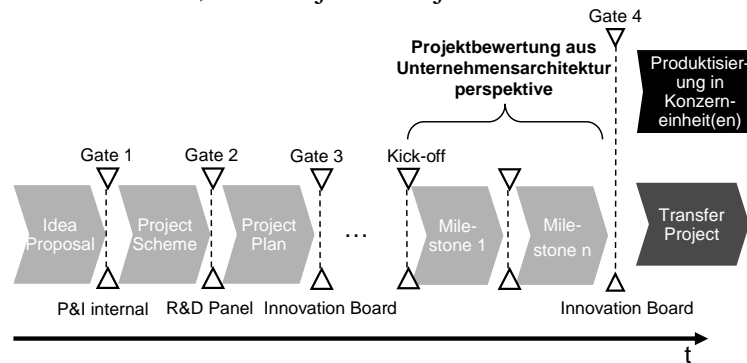 Gate 4
Projektbewertung aus
Unternehmensarchitektur
perspektive
Produktisier-
ung in
Konzern-
einheit(en)
Gate 1
Gate 2
Gate 3
Kick-off
Idea
Proposal
Project
Scheme
Project
Plan
...
Mile-
stone 1
Mile-
stone n
Transfer
Project
P&I internal
R&D Panel
Innovation Board
Innovation Board
t